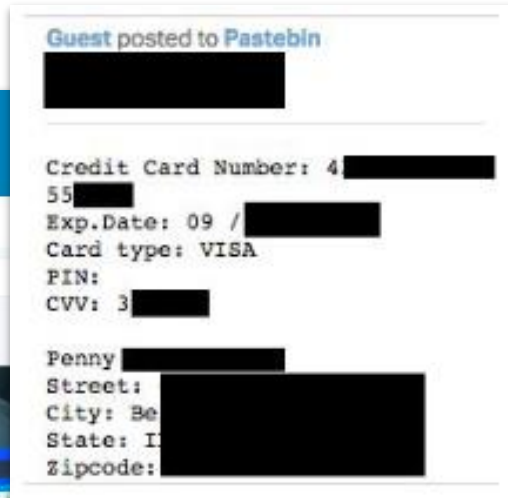 Guest posted to Pastebin
Credit Card Number: 4
55
Exp.Date: 09 /
Card type: VISA
PIN:
CVV: 3
Penny
Street:
City: Be
State: I
Zipcode: